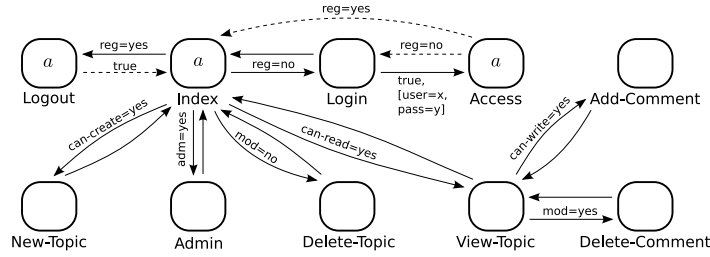 reg=yes
reg=yes
reg=no
a
a
a
true
reg=no
true,
[user=x,
pass=y]
Logout
Index
Login
Access
Add-Comment
can-create=yes
adm=yes
mod=no
can-read=yes
can-write=yes
mod=yes
New-Topic
Admin
Delete-Topic
View-Topic
Delete-Comment